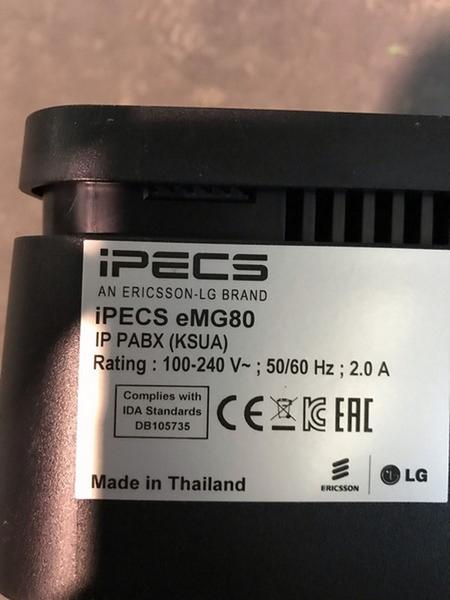 iPECS
AN ERICSSON-LG BRAND
iPECS eMG80
IP PABX (KSUA)
Rating : 100-240 V~ ; 50/60 Hz ; 2.0 A
Complies with
IDA Standards
DB105735
CE EAC
Made in Thailand
ERICSSON
LG